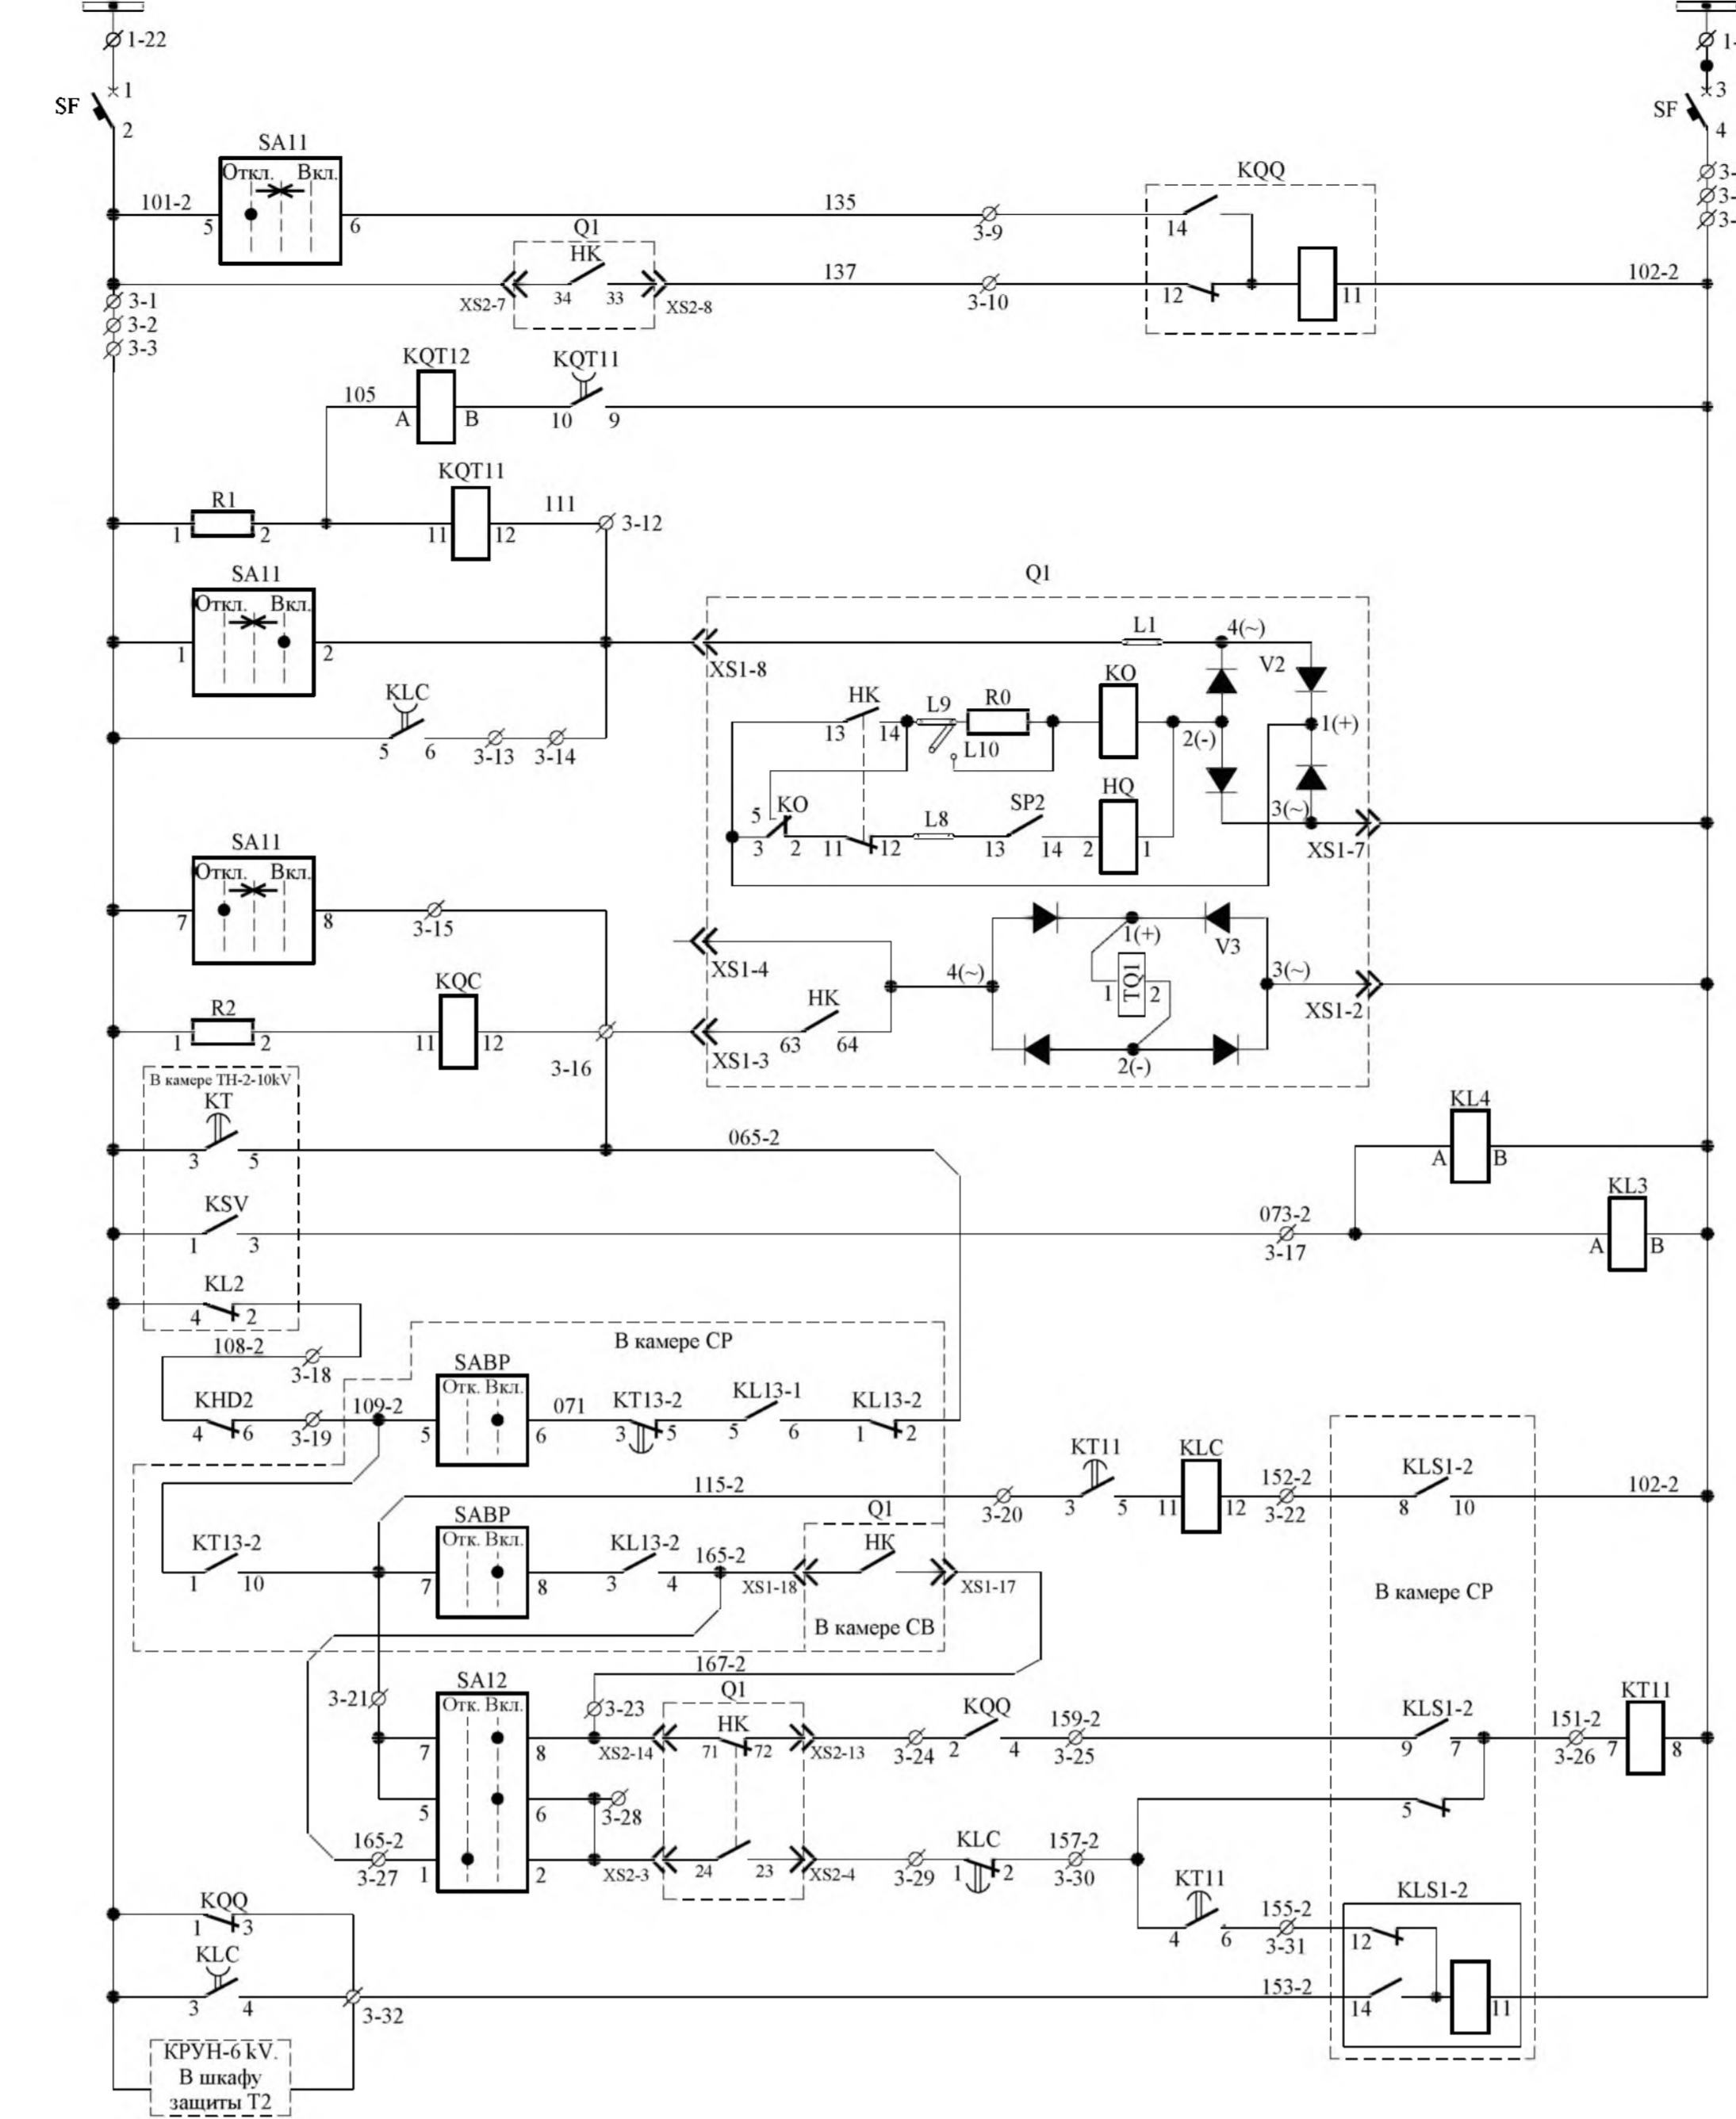 1-22
1-
1
SF
2
3
SF
4
SA11
Откл. Вкл.
101-2
5
6
135
3-9
KQQ
14
3-
3-
3-
Q1
НК
XS2-7
34
33
XS2-8
137
3-10
12
11
102-2
3-1
3-2
3-3
KQT12
KQT11
105
A
B
10
9
R1
1
2
KQT11
11
12
111
3-12
SA11
Откл. Вкл.
1
2
KLC
5
6
3-13
3-14
Q1
XS1-8
L1
4(~)
V2
KO
НК
13
14
L9
R0
L10
2(-)
1(+)
HQ
5
KO
3
2
11
12
L8
SP2
13
14
2
1
3(~)
XS1-7
SA11
Откл. Вкл.
7
8
3-15
XS1-4
1(+)
V3
4(~)
TQ1
1
2
3(~)
XS1-2
KQC
R2
1
2
11
12
3-16
XS1-3
НК
63
64
2(-)
В камере ТН-2-10kV
KT
3
5
065-2
KL4
A
B
KSV
1
3
073-2
3-17
KL3
A
B
KL2
4
2
108-2
3-18
В камере СР
KHD2
4
6
3-19
109-2
SABP
Отк. Вкл.
5
6
071
KT13-2
3
5
KL13-1
5
6
KL13-2
1
2
115-2
3-20
KT11
3
5
KLC
11
12
152-2
3-22
KLS1-2
8
10
102-2
KT13-2
1
10
SABP
Отк. Вкл.
7
8
KL13-2
3
4
165-2
XS1-18
Q1
НК
XS1-17
В камере СВ
В камере СР
167-2
3-21
SA12
Отк. Вкл.
7
8
5
6
1
2
3-23
Q1
НК
XS2-14
71
72
XS2-13
3-24
KQQ
2
4
159-2
3-25
KLS1-2
9
7
151-2
3-26
KT11
7
8
3-28
5
165-2
3-27
XS2-3
24
23
XS2-4
3-29
KLC
1
2
157-2
3-30
KT11
4
6
155-2
3-31
KLS1-2
12
KQQ
1
3
KLC
3
4
3-32
153-2
14
11
КРУН-6 kV.
В шкафу
защиты Т2